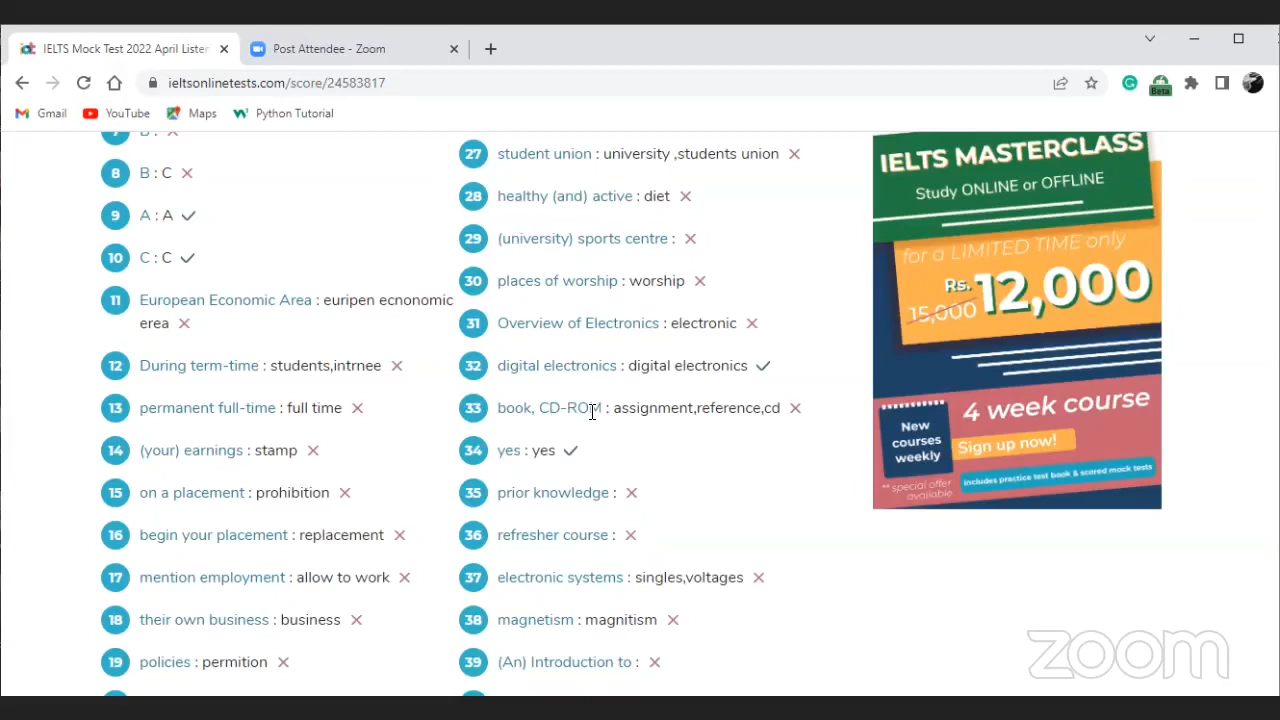 IELTS Mock Test 2022 April Listen
Post Attendee - Zoom
ieltsonlinetests.com/score/24583817
Beta
Gmail
YouTube
Maps
Python Tutorial
8 B : C
9 A : A
10 C : C
11 European Economic Area : euripen ecnonomic
erea
12 During term-time : students,intrnee
13 permanent full-time : full time
14 (your) earnings : stamp
15 on a placement : prohibition
16 begin your placement : replacement
17 mention employment : allow to work
18 their own business : business
19 policies : permition
27 student union : university ,students union
28 healthy (and) active : diet
29 (university) sports centre :
30 places of worship : worship
31 Overview of Electronics : electronic
32 digital electronics : digital electronics
33 book, CD-ROM : assignment,reference,cd
34 yes : yes
35 prior knowledge :
36 refresher course :
37 electronic systems : singles,voltages
38 magnetism : magnitism
39 (An) Introduction to :
IELTS MASTERCLASS
Study ONLINE or OFFLINE
for a LIMITED TIME only
Rs.
15,000
12,000
New
courses
weekly
4 week course
Sign up now!
includes practice test book & scored mock tests
** special offer
available
zoom